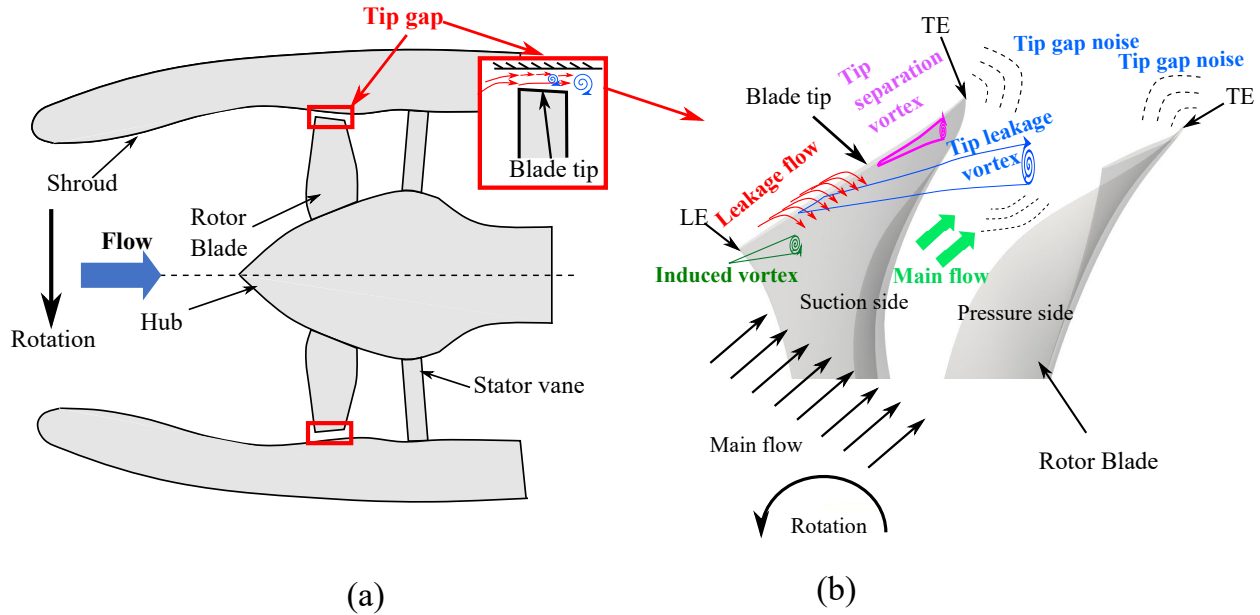 Tip gap
Shroud
Rotor
Blade
Flow
Rotation
Hub
Stator vane
Blade tip
(a)
TE
Tip gap noise
Tip gap noise
TE
Blade tip
Tip
separation
vortex
Tip leakage
vortex
Leakage flow
LE
Induced vortex
Main flow
Suction side
Pressure side
Main flow
Rotor Blade
Rotation
(b)